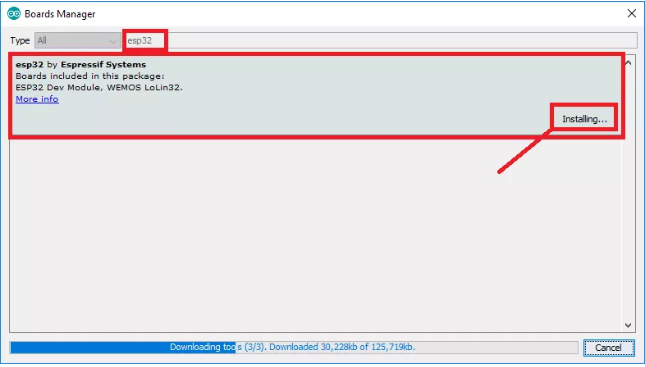 Boards Manager
Type All esp32
esp32 by Espressif Systems
Boards included in this package:
ESP32 Dev Module, WEMOS LoLin32.
More info
Installing...
Downloading tools (3/3). Downloaded 30,228kb of 125,719kb.
Cancel